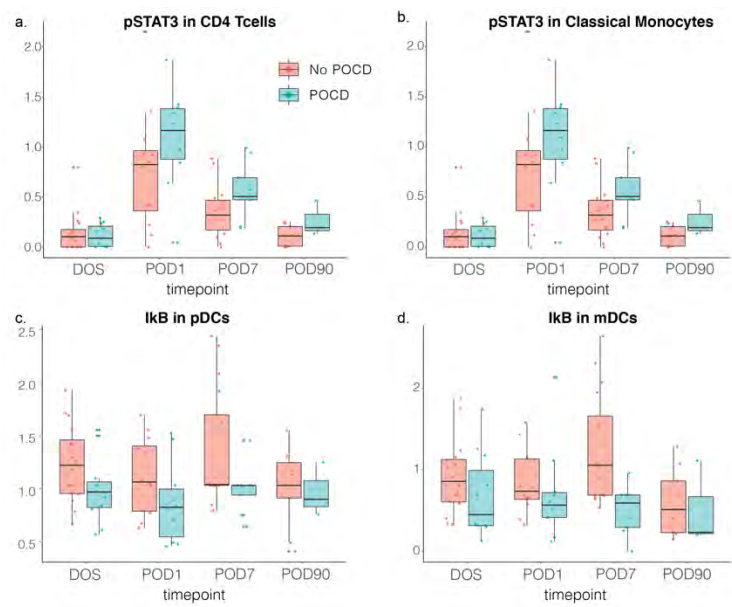 a.
pSTAT3 in CD4 Tcells
2.0
1.5
1.0
0.5
0.0
No POCD
POCD
DOS
POD1
POD7
POD90
timepoint
b.
pSTAT3 in Classical Monocytes
2.0
1.5
1.0
0.5
0.0
DOS
POD1
POD7
POD90
timepoint
c.
IkB in pDCs
2.5
2.0
1.5
1.0
0.5
DOS
POD1
POD7
POD90
timepoint
d.
IkB in mDCs
2
1
0
DOS
POD1
POD7
POD90
timepoint